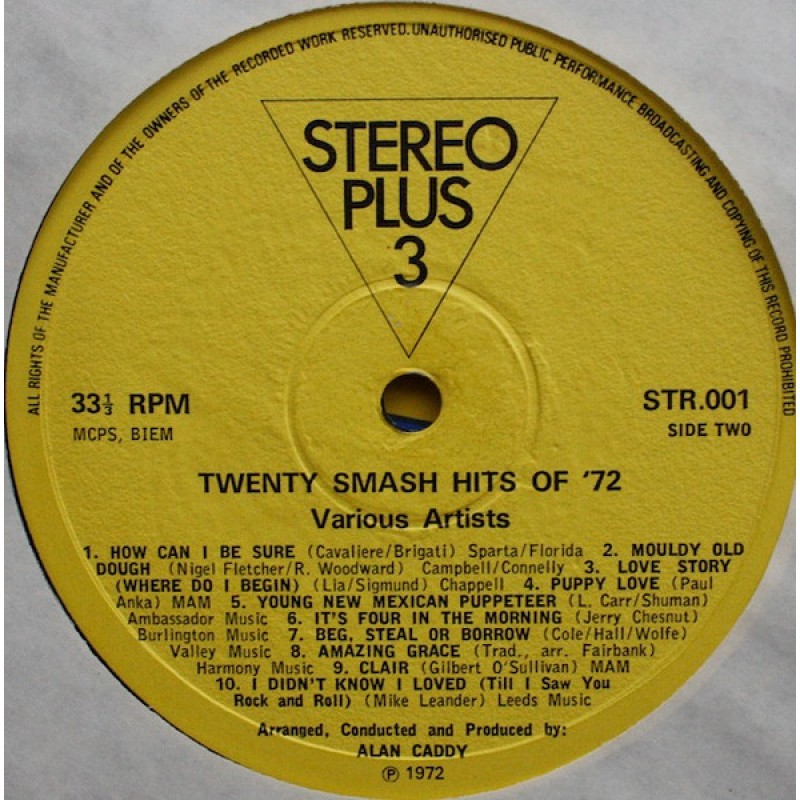 ALL RIGHTS OF THE MANUFACTURER AND OF THE OWNERS OF THE RECORDED WORK RESERVED. UNAUTHORISED PUBLIC PERFORMANCE BROADCASTING AND COPYING OF THIS RECORD PROHIBITED
STEREO
PLUS
3
33⅓ RPM
MCPS, BIEM
STR.001
SIDE TWO
TWENTY SMASH HITS OF '72
Various Artists
1. HOW CAN I BE SURE (Cavaliere/Brigati) Sparta/Florida 2. MOULDY OLD
DOUGH (Nigel Fletcher/R. Woodward) Campbell/Connelly 3. LOVE STORY
(WHERE DO I BEGIN) (Lia/Sigmund) Chappell 4. PUPPY LOVE (Paul
Anka) MAM 5. YOUNG NEW MEXICAN PUPPETEER (L. Carr/Shuman)
Ambassador Music 6. IT'S FOUR IN THE MORNING (Jerry Chesnut)
Burlington Music 7. BEG, STEAL OR BORROW (Cole/Hall/Wolfe)
Valley Music 8. AMAZING GRACE (Trad., arr. Fairbank)
Harmony Music 9. CLAIR (Gilbert O'Sullivan) MAM
10. I DIDN'T KNOW I LOVED (Till I Saw You
Rock and Roll) (Mike Leander) Leeds Music
Arranged, Conducted and Produced by:
ALAN CADDY
℗ 1972